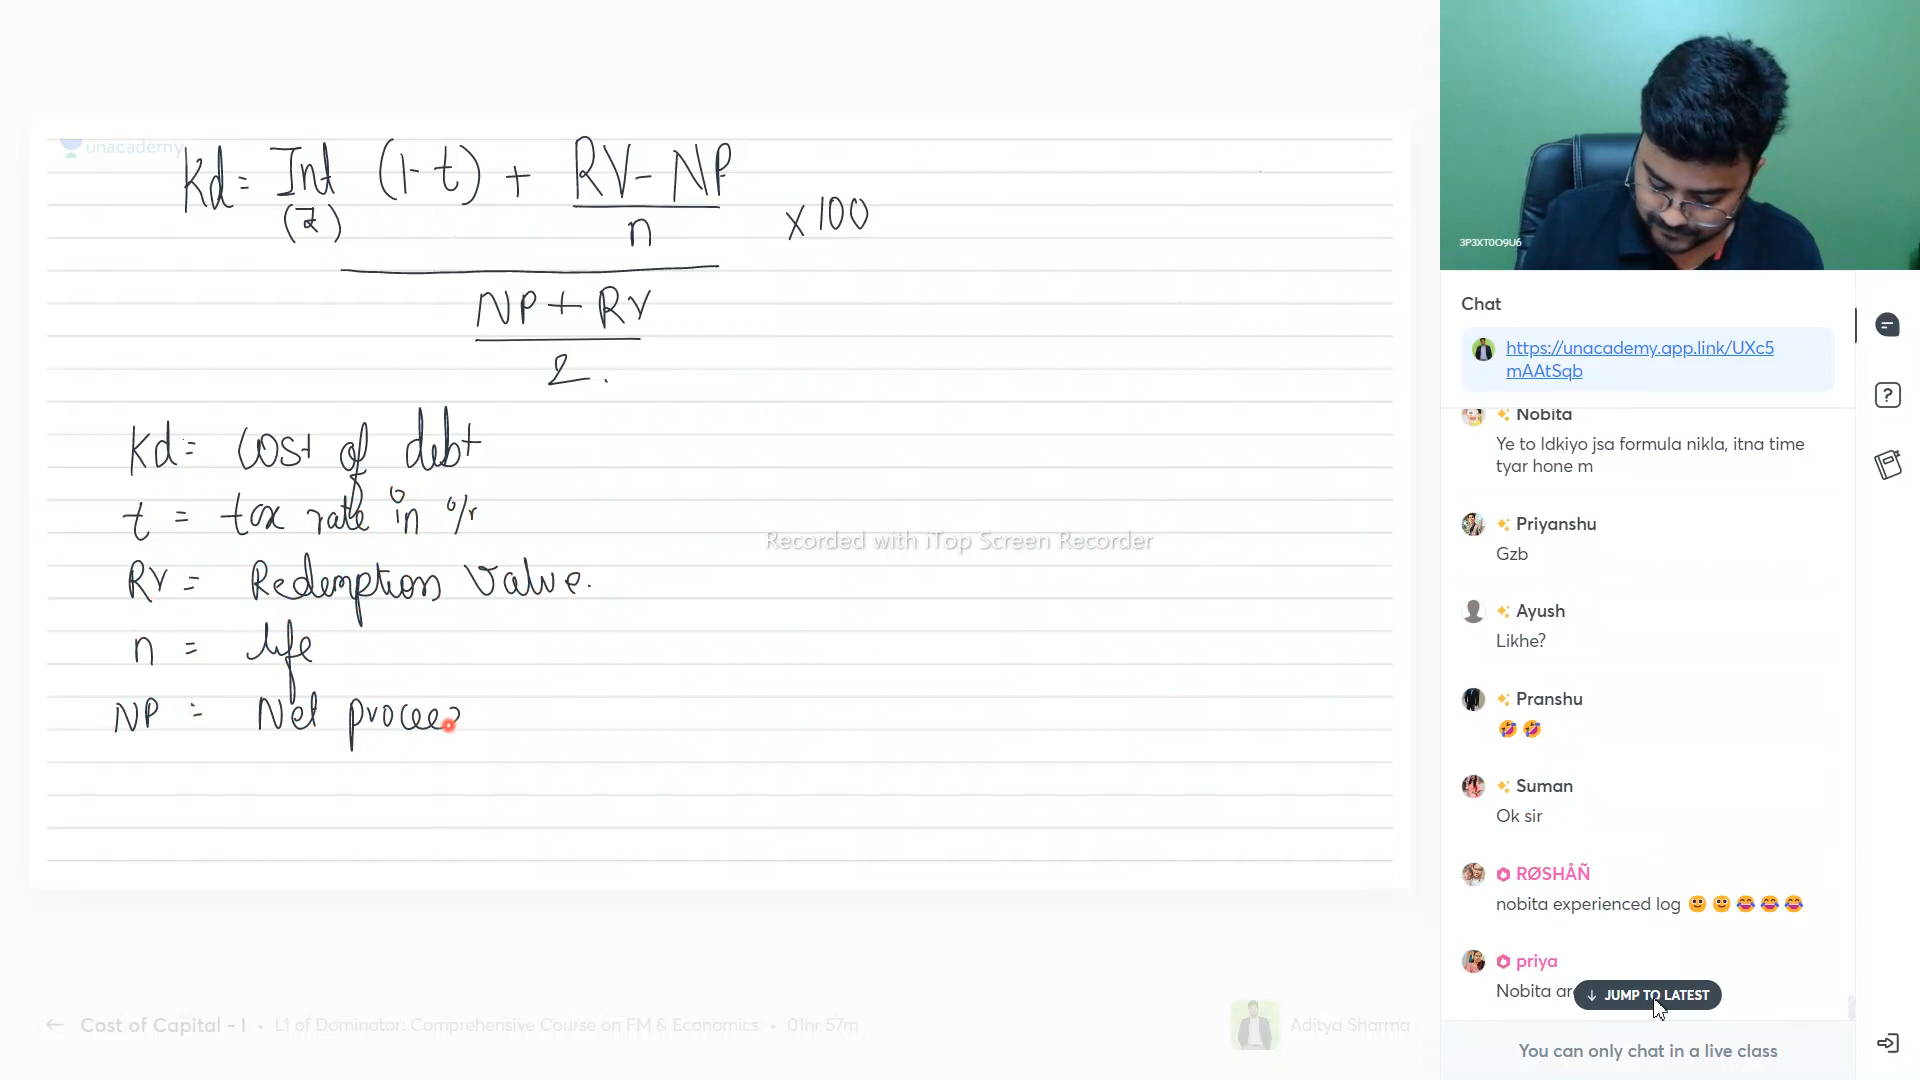 unacademy
Kd = Int (1-t) + RV - NP
(₹)
n
x 100
NP + RV
2.
Kd = Cost of debt
t = tax rate in %
RV = Redemption Value.
n = life
NP = Net procee
Recorded with iTop Screen Recorder
Cost of Capital - I • L1 of Dominator: Comprehensive Course on FM & Economics • 01hr 57m
Aditya Sharma
3P3XT0O9U6
Chat
https://unacademy.app.link/UXc5
mAAtSqb
Nobita
Ye to Idkiyo jsa formula nikla, itna time
tyar hone m
Priyanshu
Gzb
Ayush
Likhe?
Pranshu
🤣 🤣
Suman
Ok sir
RØSHÅÑ
nobita experienced log 🙂 🙂 😂 😂 😂
priya
Nobita ar
↓ JUMP TO LATEST
You can only chat in a live class